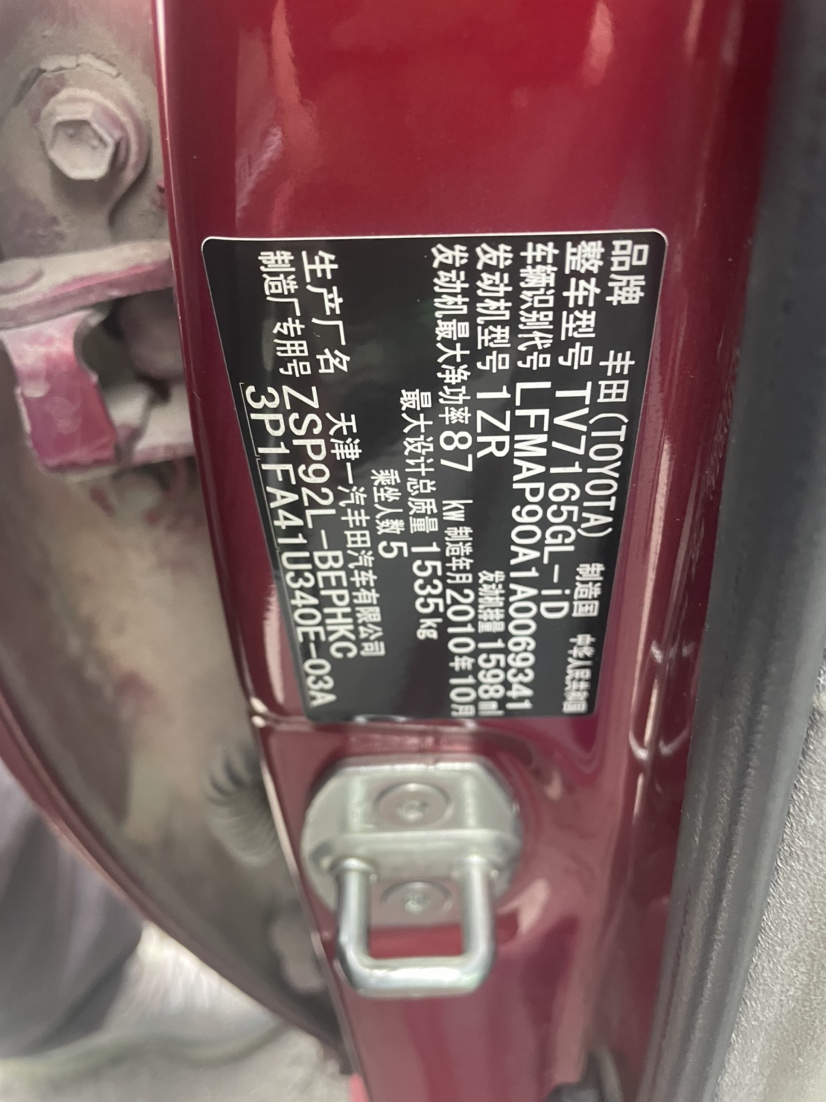 品牌 丰田(TOYOTA) 制造国 中华人民共和国
整车型号 TV7165GL-iD
车辆识别代号 LFMAP90A1A0069341
发动机型号 1ZR 发动机排量 1598ml
发动机最大净功率 87 kW 制造年月 2010年10月
最大设计总质量 1535kg
乘坐人数 5
生产厂名 天津一汽丰田汽车有限公司
制造厂专用号 ZSP92L-BEPHKC
3P1FA41U340E-03A